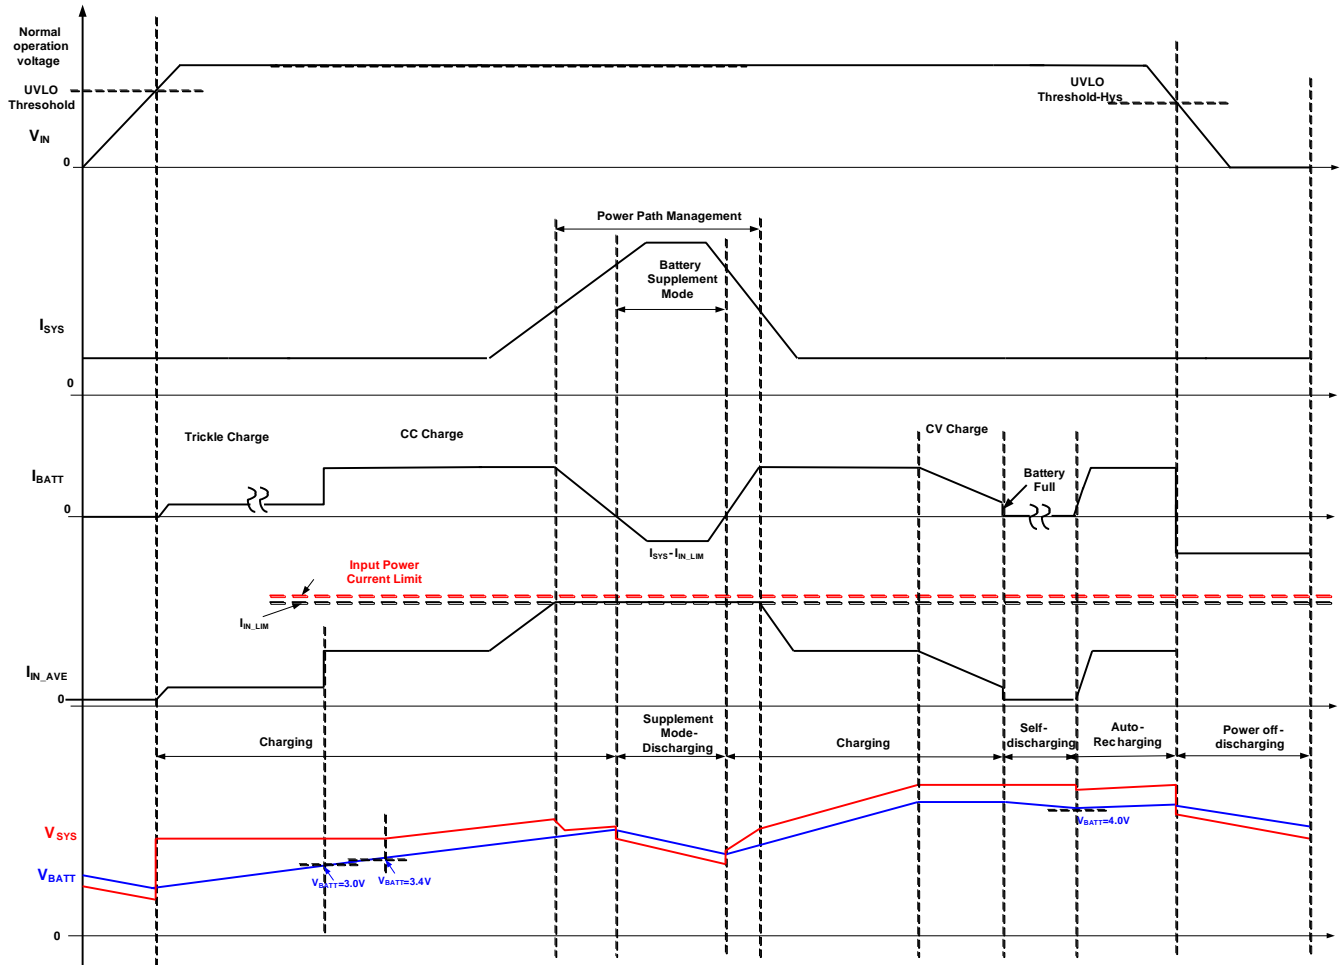 Normal
operation
voltage
UVLO
Thresohold
UVLO
Threshold-Hys
VIN
0
Power Path Management
Battery
Supplement
Mode
ISYS
0
Trickle Charge
CC Charge
CV Charge
Battery
Full
IBATT
0
ISYS-IIN_LIM
Input Power
Current Limit
IIN_LIM
IIN_AVE
0
Charging
Supplement
Mode-
Discharging
Charging
Self-
discharging
Auto-
Recharging
Power off-
discharging
VSYS
VBATT=4.0V
VBATT
VBATT=3.0V
VBATT=3.4V
0